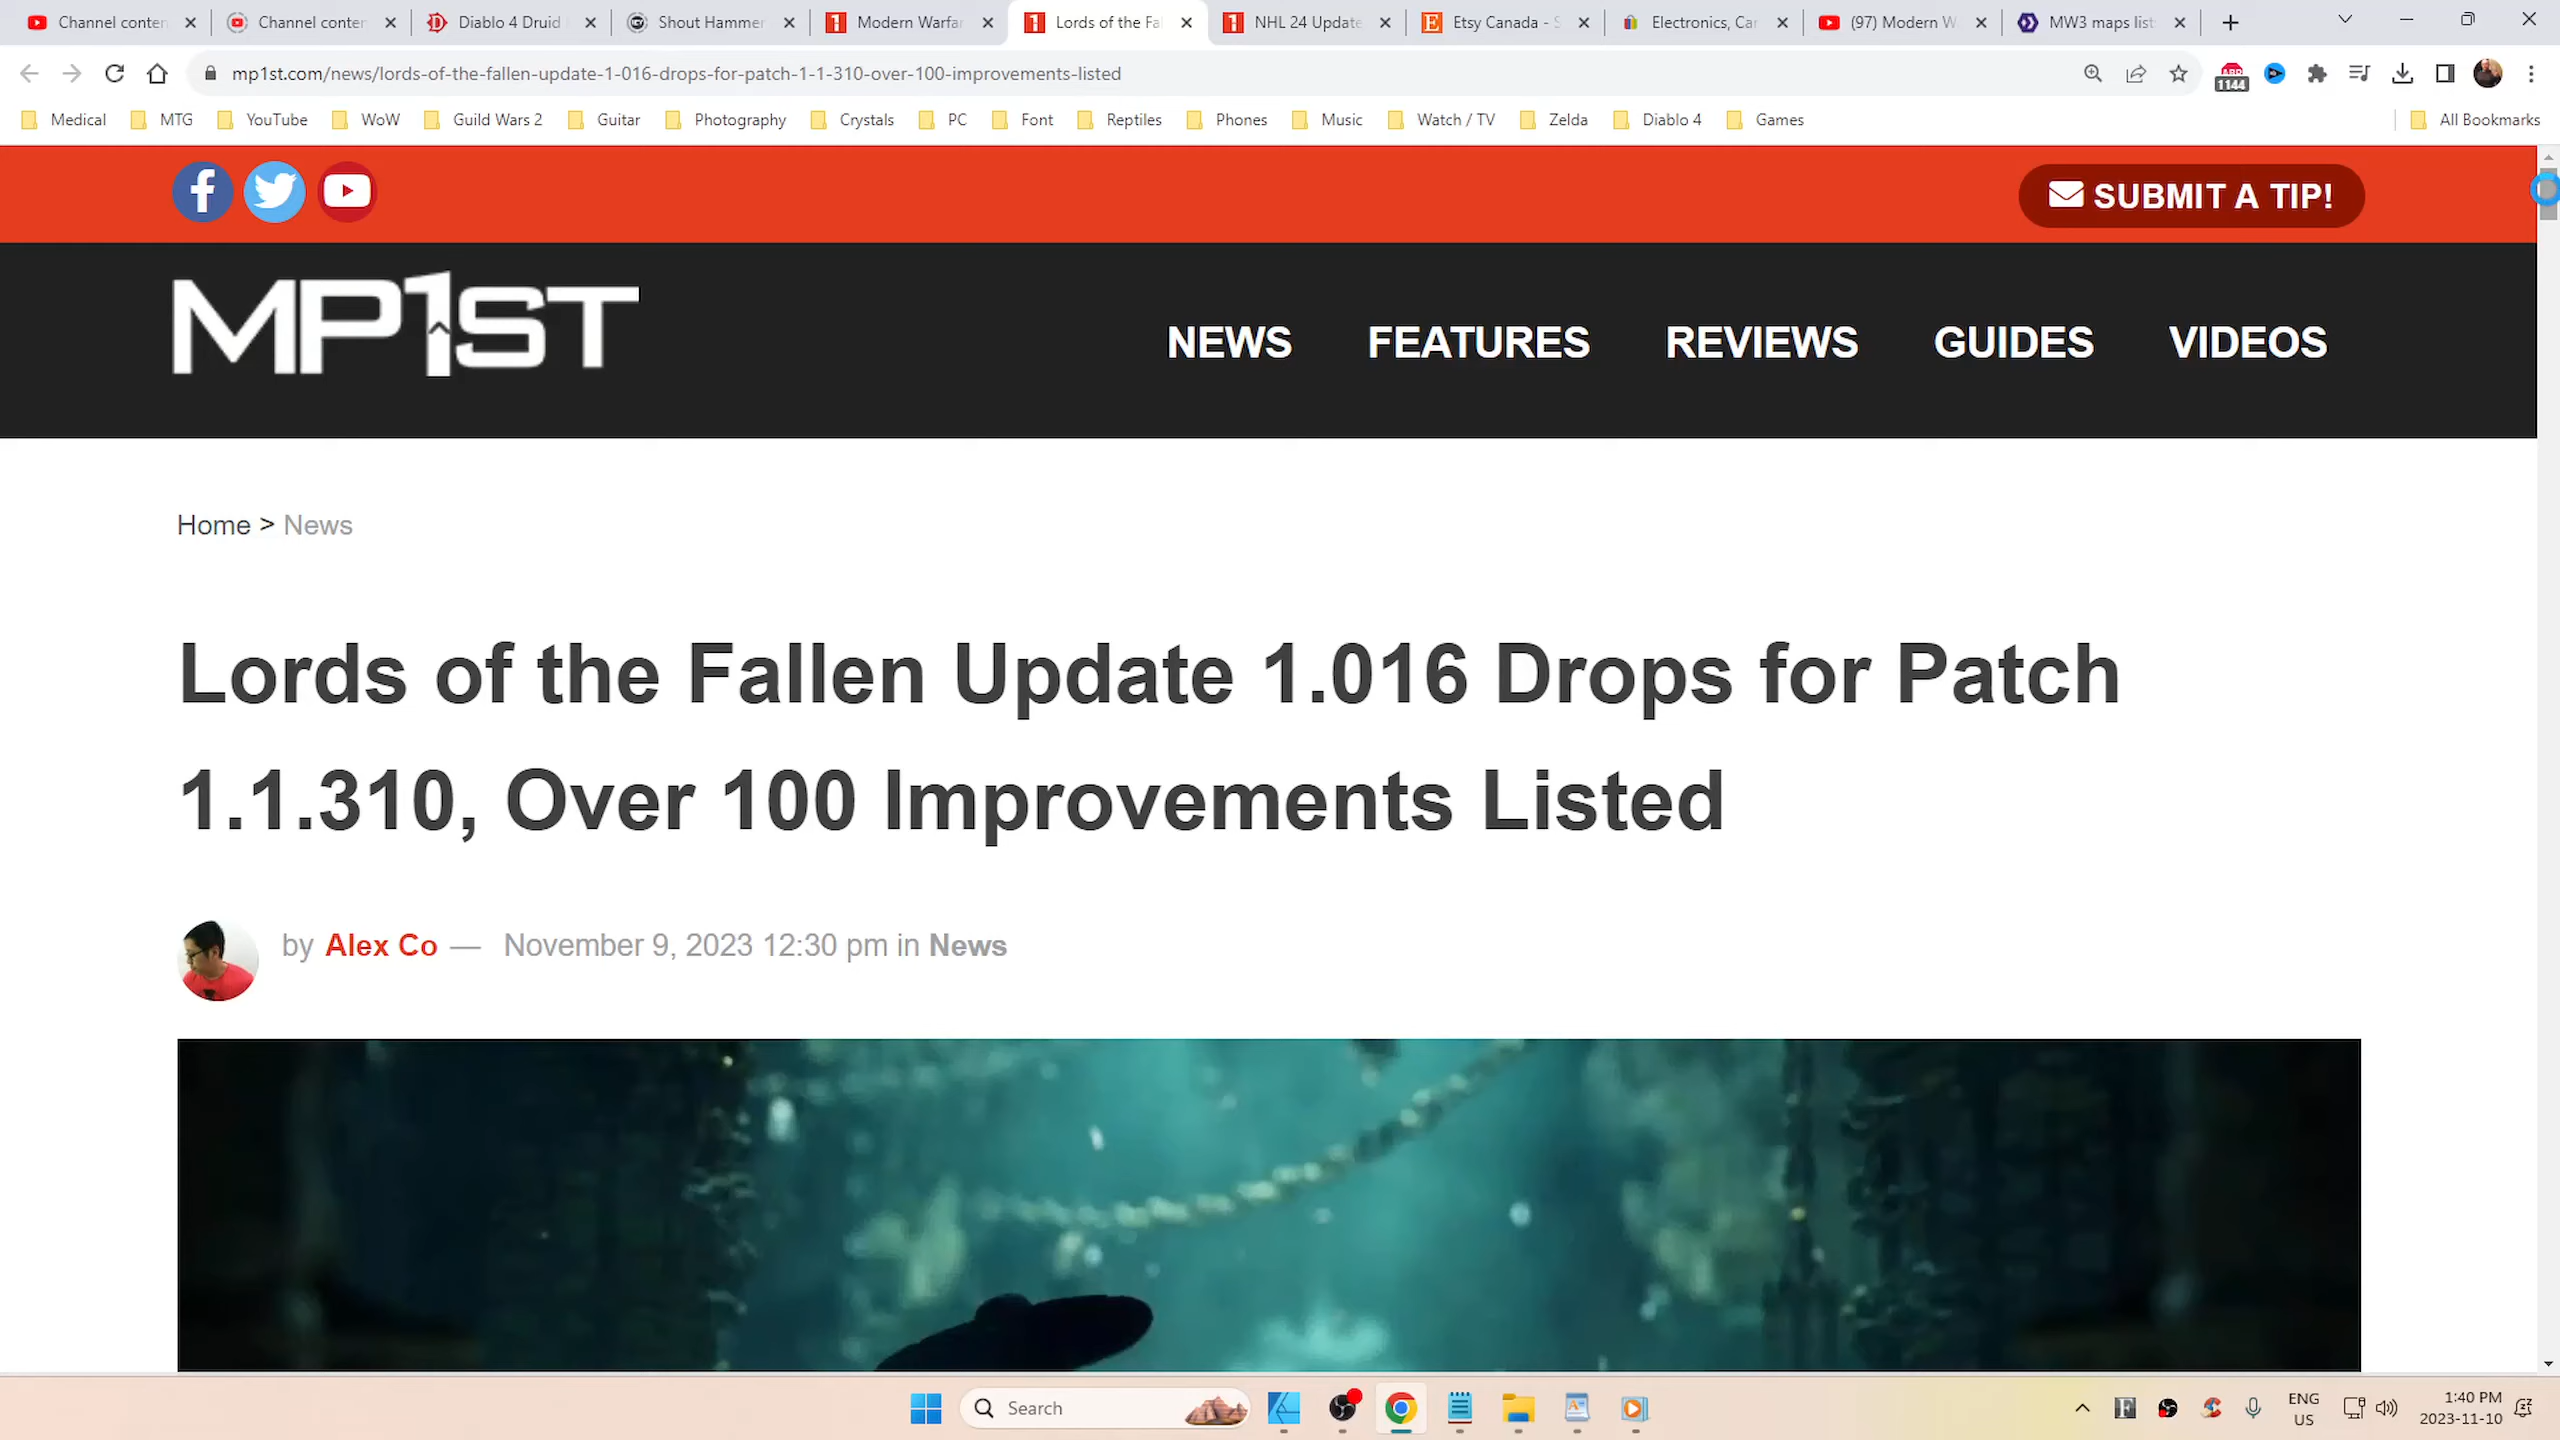 Channel conten
Channel conten
Diablo 4 Druid
Shout Hammer
Modern Warfar
Lords of the Fal
NHL 24 Update
Etsy Canada - S
Electronics, Car
(97) Modern W
MW3 maps list
mp1st.com/news/lords-of-the-fallen-update-1-016-drops-for-patch-1-1-310-over-100-improvements-listed
1144
Medical
MTG
YouTube
WoW
Guild Wars 2
Guitar
Photography
Crystals
PC
Font
Reptiles
Phones
Music
Watch / TV
Zelda
Diablo 4
Games
All Bookmarks
SUBMIT A TIP!
MP1ST
NEWS
FEATURES
REVIEWS
GUIDES
VIDEOS
Home > News
Lords of the Fallen Update 1.016 Drops for Patch
1.1.310, Over 100 Improvements Listed
by Alex Co — November 9, 2023 12:30 pm in News
Search
ENG
US
1:40 PM
2023-11-10